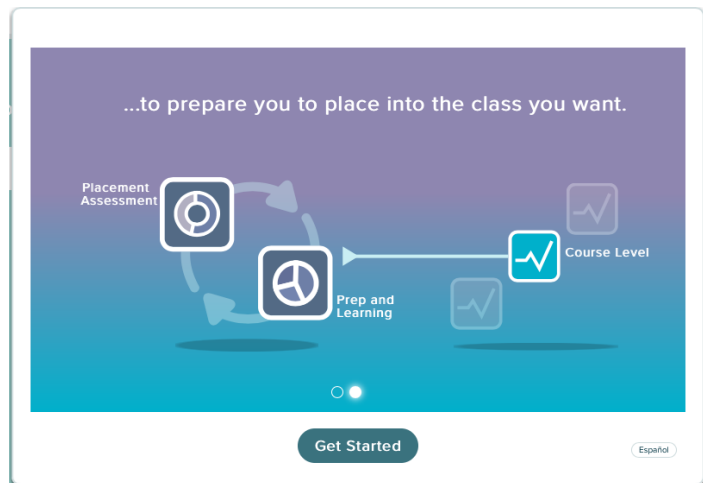 ...to prepare you to place into the class you want.
Placement
Assessment
Course Level
Prep and
Learning
Get Started
Español